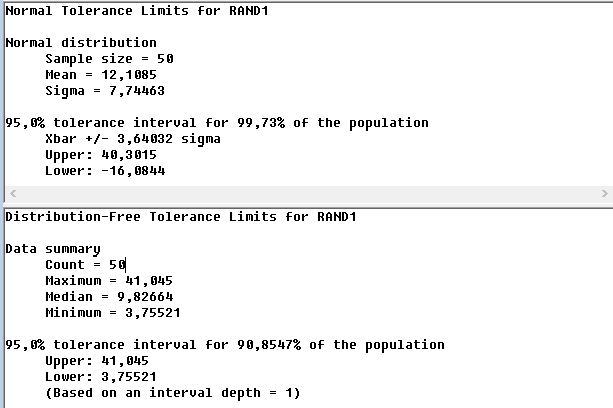 Normal Tolerance Limits for RAND1
Normal distribution
Sample size = 50
Mean = 12,1085
Sigma = 7,74463
95,0% tolerance interval for 99,73% of the population
Xbar +/- 3,64032 sigma
Upper: 40,3015
Lower: -16,0844
Distribution-Free Tolerance Limits for RAND1
Data summary
Count = 50
Maximum = 41,045
Median = 9,82664
Minimum = 3,75521
95,0% tolerance interval for 90,8547% of the population
Upper: 41,045
Lower: 3,75521
(Based on an interval depth = 1)